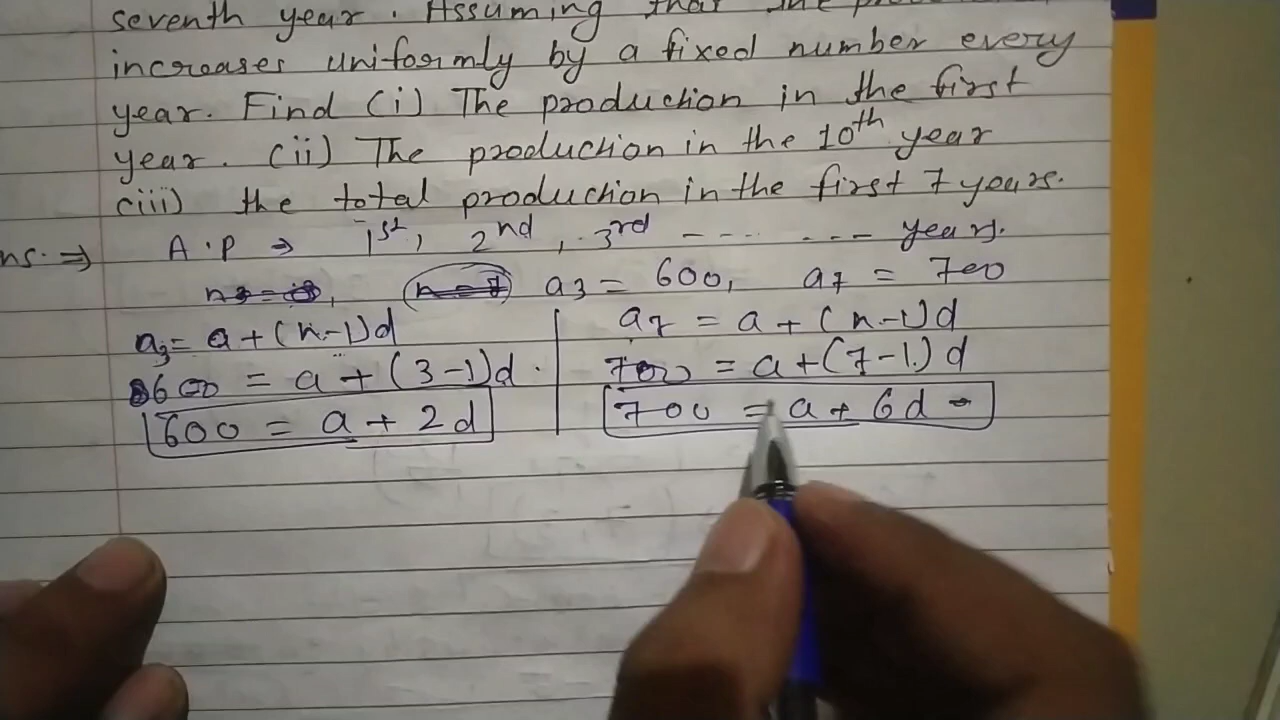 seventh year. Assuming that the
increases uniformly by a fixed number every
year. Find (i) The production in the first
year. (ii) The production in the 10th year
(iii) the total production in the first 7 years.
ns. ⇒ A.P ⇒ 1st, 2nd, 3rd - - - - - - - years.
a3 = 600, a7 = 700
a3 = a + (n-1)d
a7 = a + (n-1)d
600 = a + (3-1)d.
700 = a + (7-1)d
600 = a + 2d
700 = a + 6d -